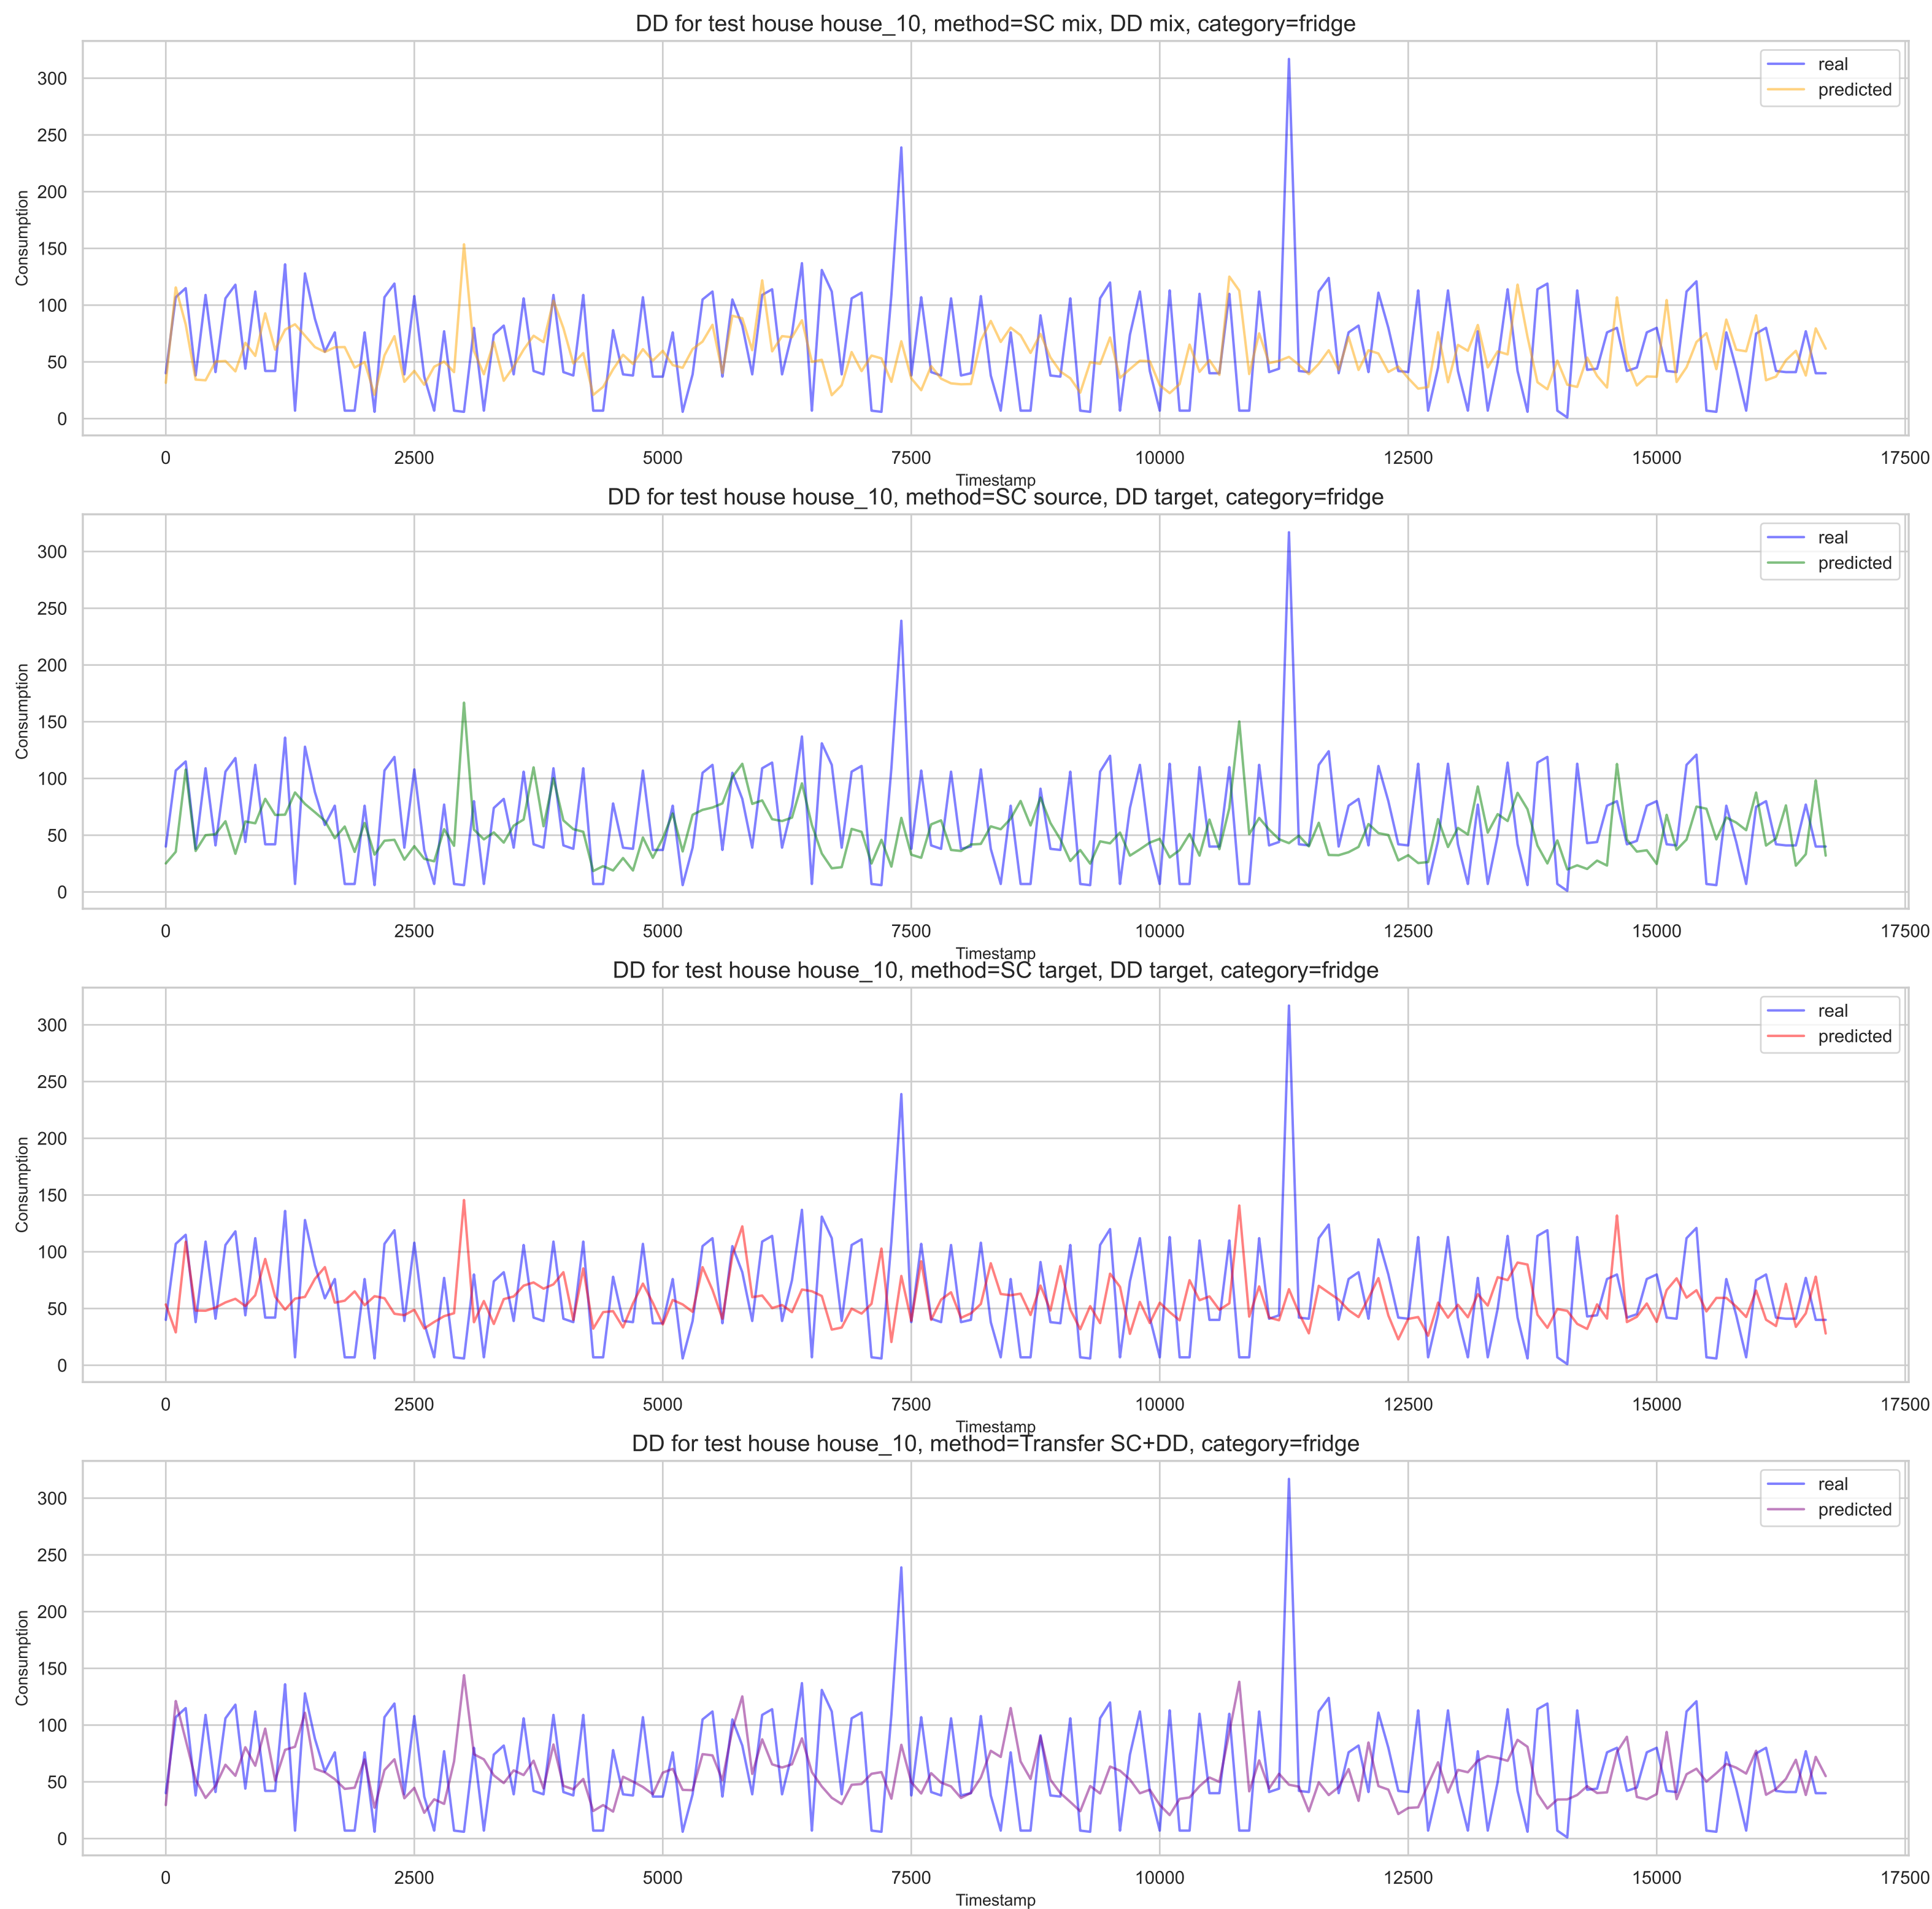 DD for test house house_10, method=SC mix, DD mix, category=fridge
real
predicted
300
250
200
150
100
50
0
Consumption
0 2500 5000 7500 10000 12500 15000 17500
Timestamp
DD for test house house_10, method=SC source, DD target, category=fridge
real
predicted
300
250
200
150
100
50
0
Consumption
0 2500 5000 7500 10000 12500 15000 17500
Timestamp
DD for test house house_10, method=SC target, DD target, category=fridge
real
predicted
300
250
200
150
100
50
0
Consumption
0 2500 5000 7500 10000 12500 15000 17500
Timestamp
DD for test house house_10, method=Transfer SC+DD, category=fridge
real
predicted
300
250
200
150
100
50
0
Consumption
0 2500 5000 7500 10000 12500 15000 17500
Timestamp